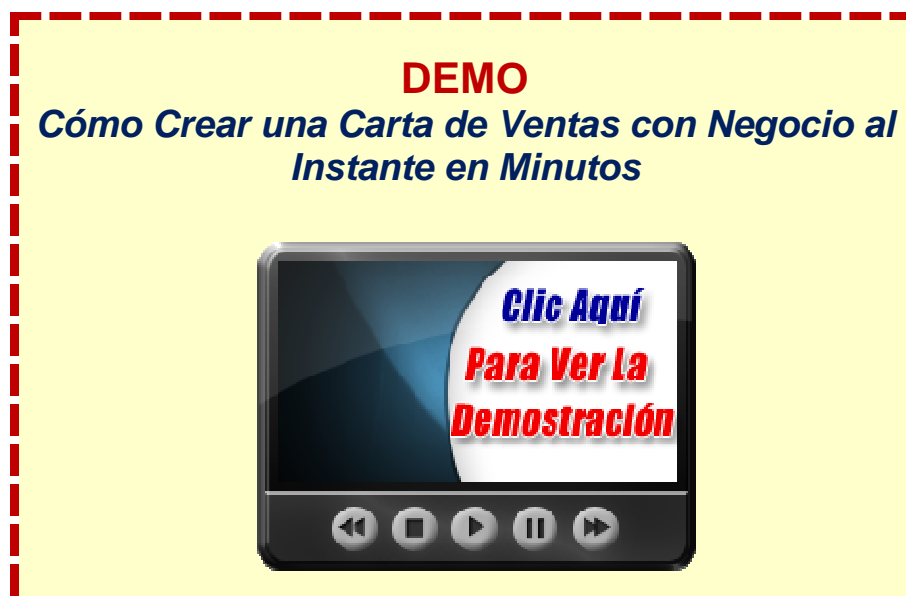 DEMO
Cómo Crear una Carta de Ventas con Negocio al
Instante en Minutos
Clic Aquí
Para Ver La
Demostración